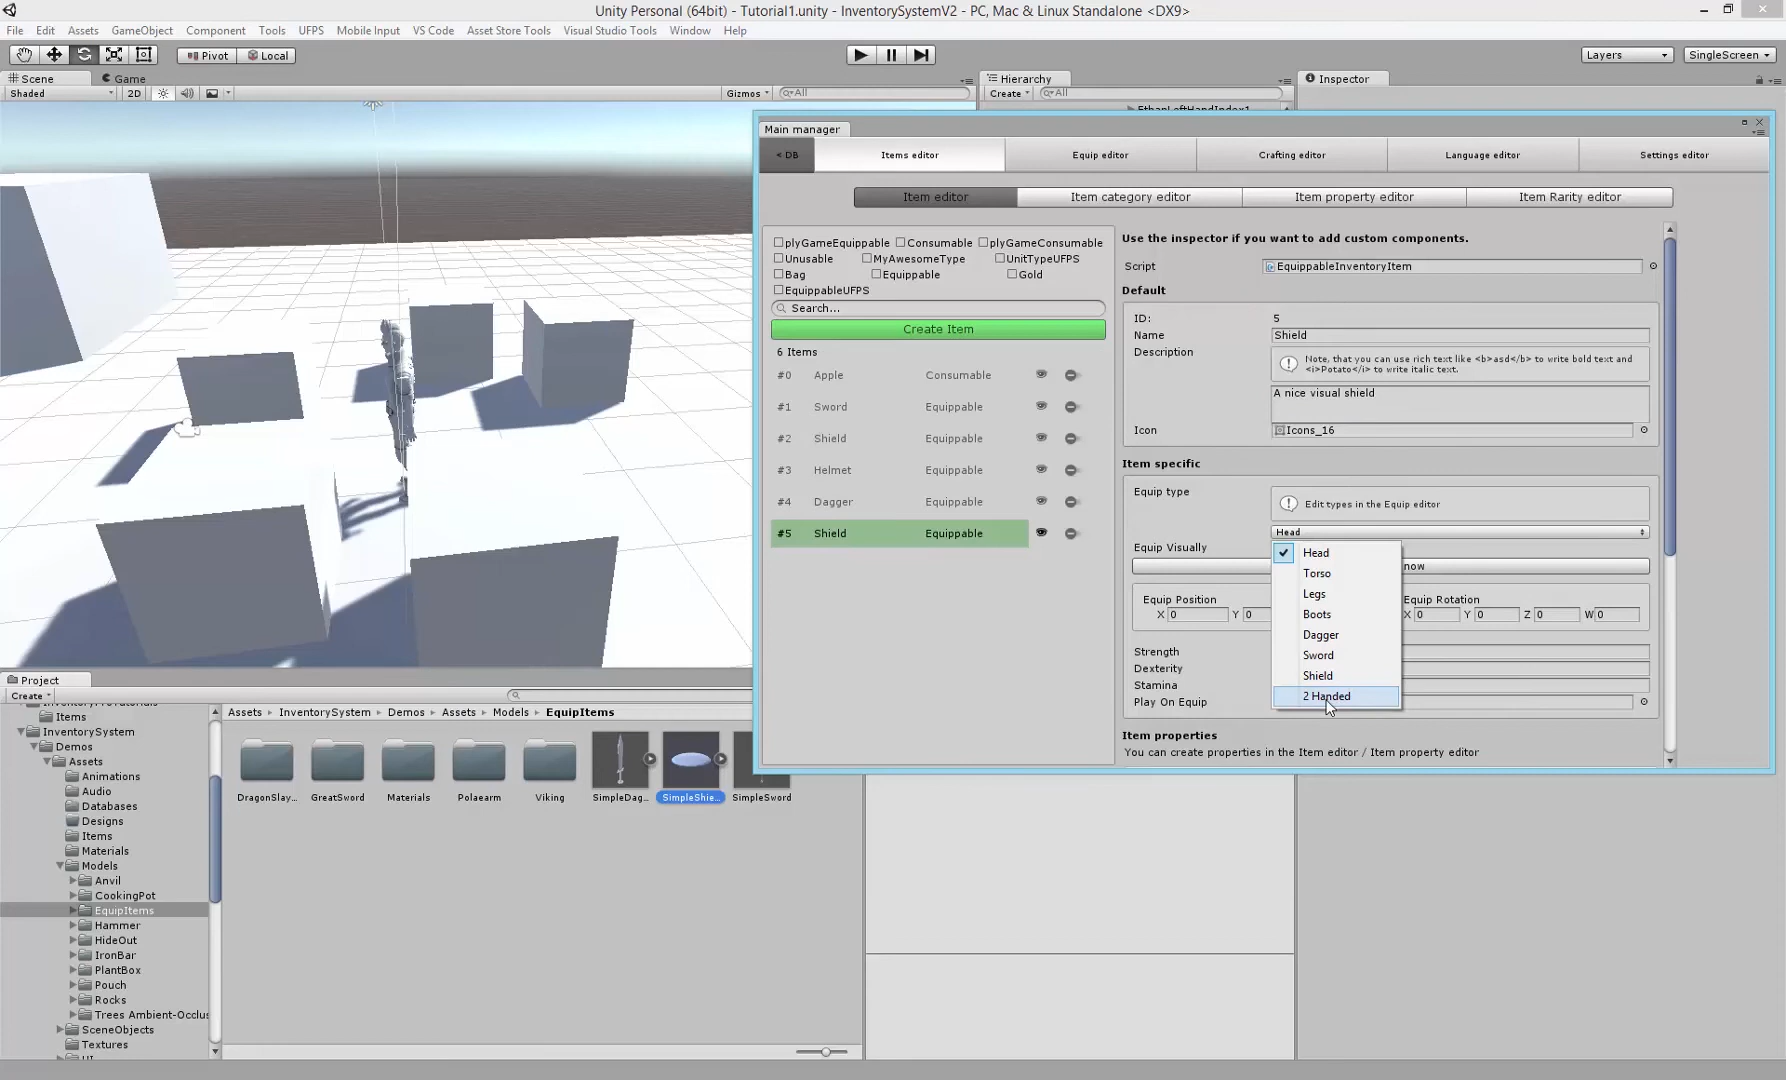 Unity Personal (64bit) - Tutorial1.unity - InventorySystemV2 - PC, Mac & Linux Standalone <DX9>
File Edit Assets GameObject Component Tools UFPS Mobile Input VS Code Asset Store Tools Visual Studio Tools Window Help
Pivot Local Layers SingleScreen
Scene Game Hierarchy Inspector
Shaded 2D Gizmos All Create All
EthanLeftHandIndex1
Main manager
< DB Items editor Equip editor Crafting editor Language editor Settings editor
Item editor Item category editor Item property editor Item Rarity editor
plyGameEquippable Consumable plyGameConsumable
Unusable MyAwesomeType UnitTypeUFPS
Bag Equippable Gold
EquippableUFPS
Search...
Create Item
6 Items
#0 Apple Consumable
#1 Sword Equippable
#2 Shield Equippable
#3 Helmet Equippable
#4 Dagger Equippable
#5 Shield Equippable
Use the inspector if you want to add custom components.
Script EquippableInventoryItem
Default
ID: 5
Name Shield
Description Note, that you can use rich text like <b>asd</b> to write bold text and
<i>Potato</i> to write italic text.
A nice visual shield
Icon Icons_16
Item specific
Equip type Edit types in the Equip editor
Head
Equip Visually
now
Head
Torso
Legs
Boots
Dagger
Sword
Shield
2 Handed
Equip Position Equip Rotation
X 0 Y 0 X 0 Y 0 Z 0 W 0
Strength
Dexterity
Stamina
Play On Equip
Item properties
You can create properties in the Item editor / Item property editor
Project
Create
Items
InventorySystem
Demos
Assets
Animations
Audio
Databases
Designs
Items
Materials
Models
Anvil
CookingPot
EquipItems
Hammer
HideOut
IronBar
PlantBox
Pouch
Rocks
Trees Ambient-Occlus
SceneObjects
Textures
UI
Assets InventorySystem Demos Assets Models EquipItems
DragonSlay... GreatSword Materials Polaearm Viking SimpleDag... SimpleShie... SimpleSword